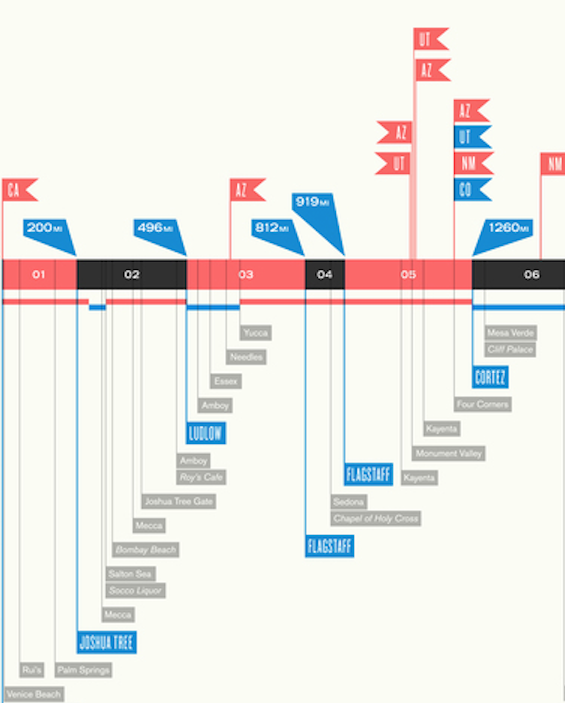 UT
AZ
AZ
AZ
UT
UT
NM
NM
CA
AZ
CO
919MI
200MI
496MI
812MI
1260MI
01
02
03
04
05
06
Yucca
Mesa Verde
Cliff Palace
Needles
Essex
CORTEZ
Amboy
Four Corners
LUDLOW
Kayenta
Amboy
Monument Valley
Roy's Cafe
FLAGSTAFF
Kayenta
Joshua Tree Gate
Sedona
Chapel of Holy Cross
Mecca
Bombay Beach
FLAGSTAFF
Salton Sea
Socco Liquor
Mecca
JOSHUA TREE
Rui's
Palm Springs
Venice Beach